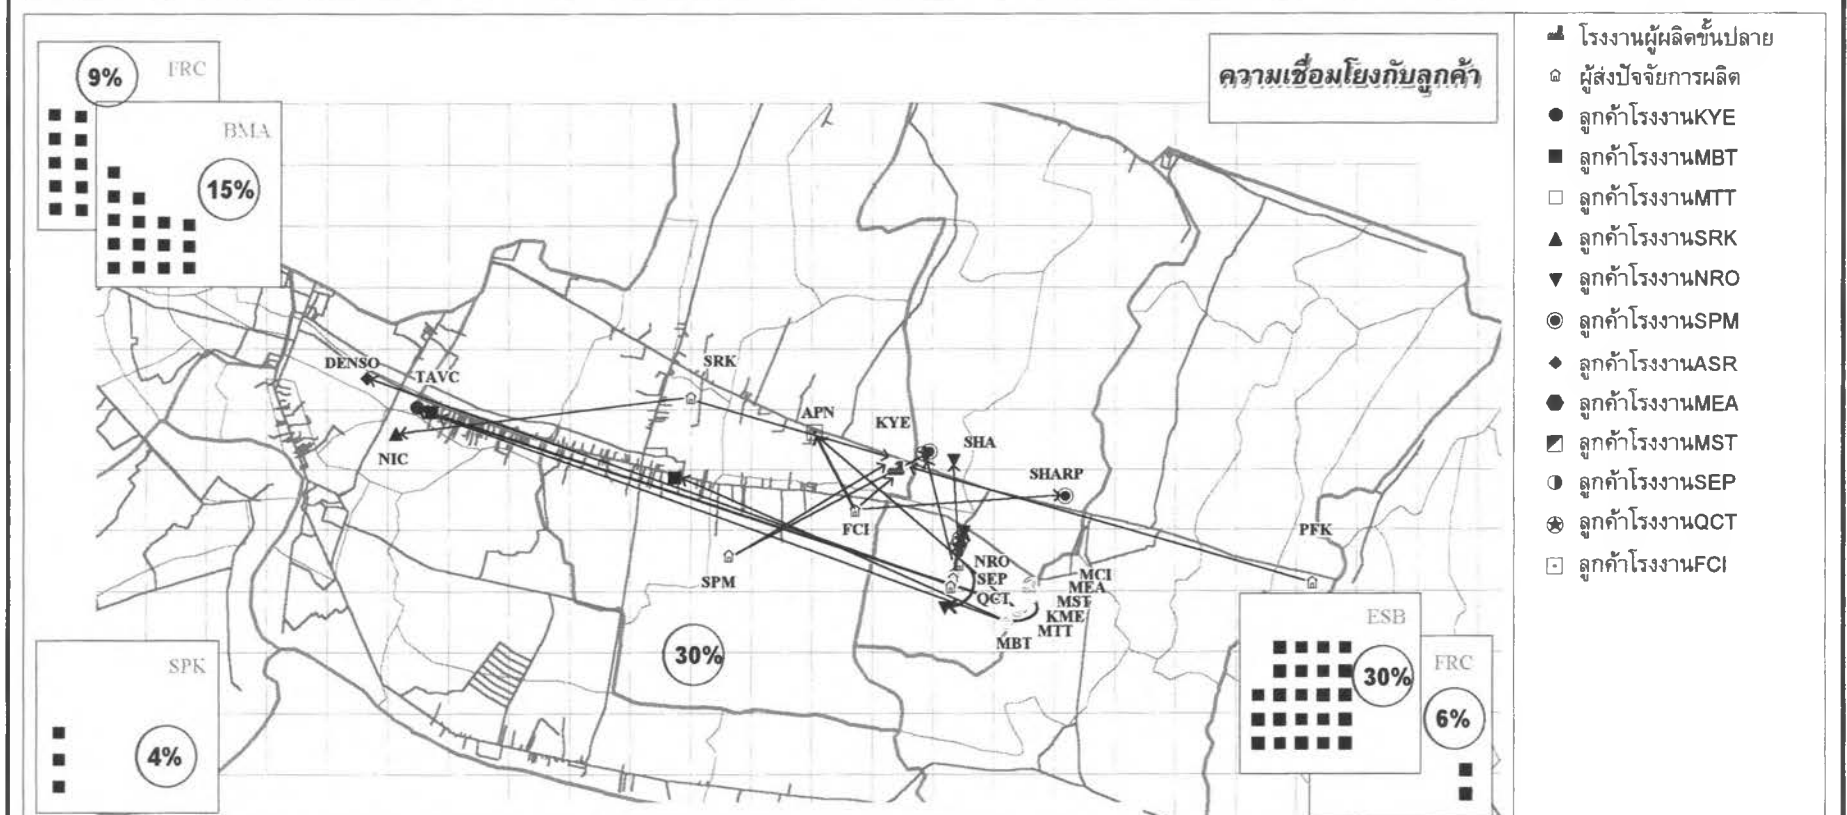 ความเชื่อมโยงกับลูกค้า
9%
FRC
BMA
15%
DENSO
TAVC
NIC
SRK
APN
KYE
SHA
SHARP
PFK
FCI
SPM
NRO
SEP
QCT
MCI
MEA
MST
KME
MTT
MBT
30%
SPK
4%
ESB
30%
FRC
6%
โรงงานผู้ผลิตขั้นปลาย
ผู้ส่งปัจจัยการผลิต
ลูกค้าโรงงานKYE
ลูกค้าโรงงานMBT
ลูกค้าโรงงานMTT
ลูกค้าโรงงานSRK
ลูกค้าโรงงานNRO
ลูกค้าโรงงานSPM
ลูกค้าโรงงานASR
ลูกค้าโรงงานMEA
ลูกค้าโรงงานMST
ลูกค้าโรงงานSEP
ลูกค้าโรงงานQCT
ลูกค้าโรงงานFCI